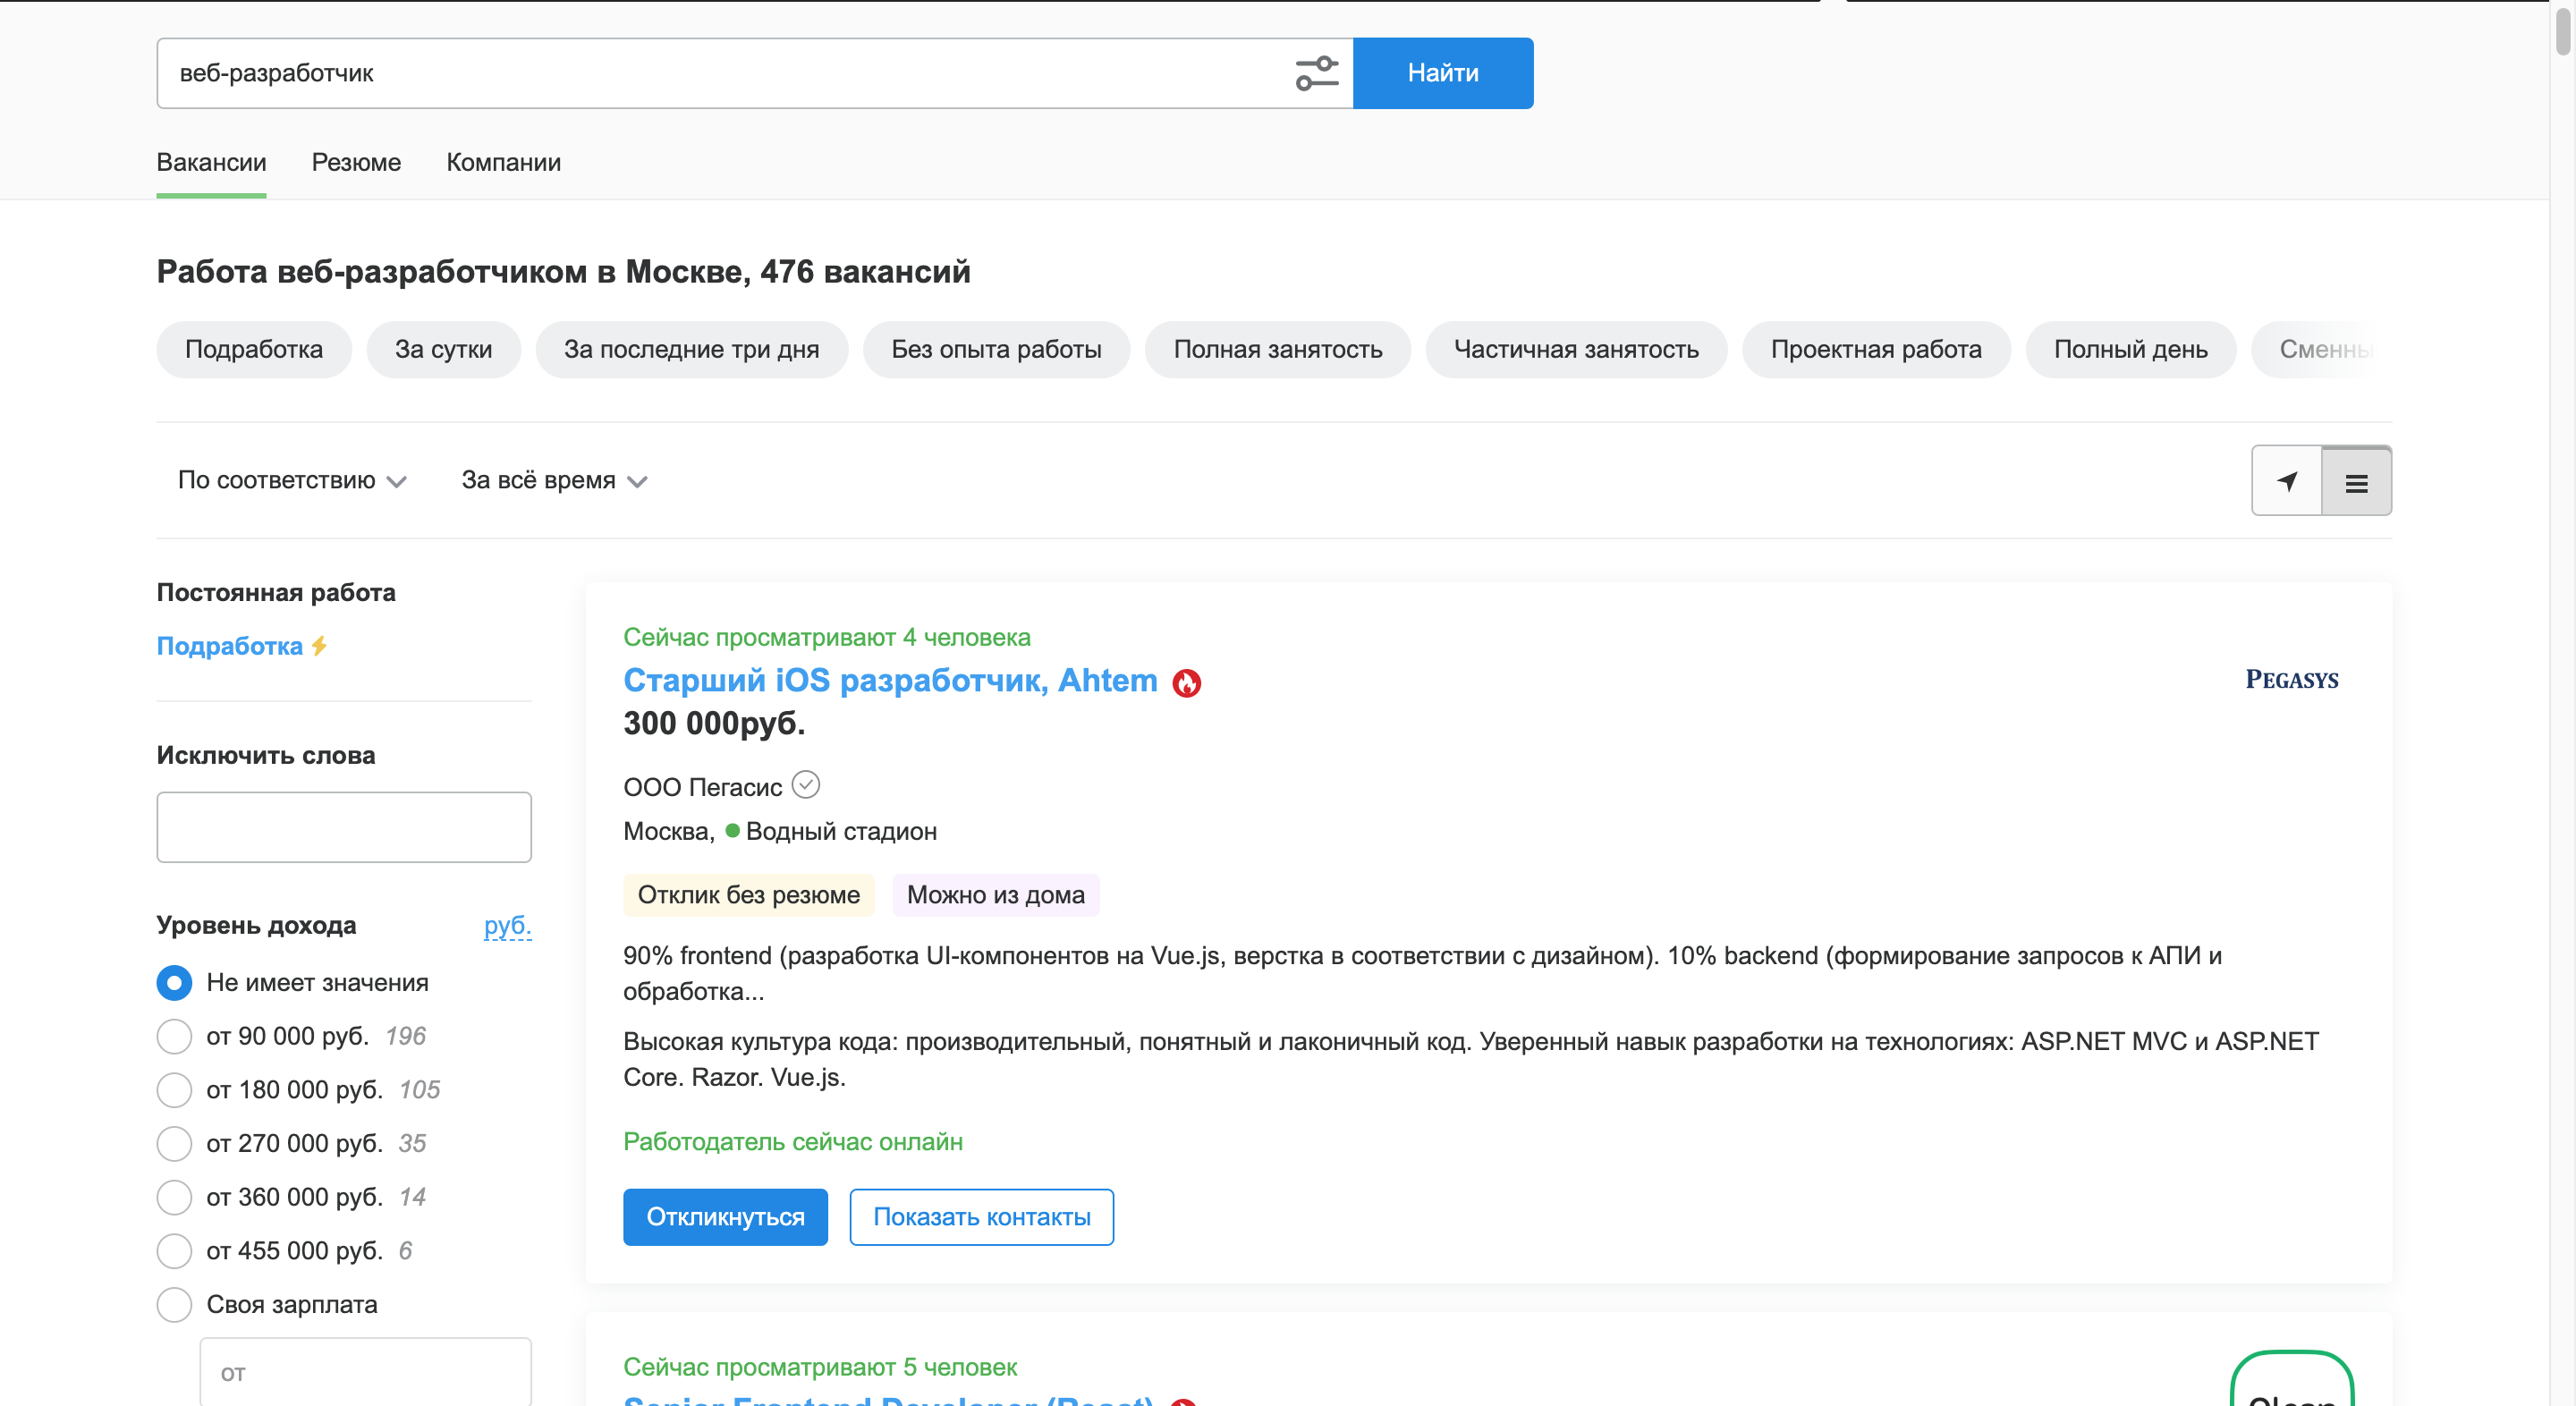 веб-разработчик
Найти
Вакансии Резюме Компании
Работа веб-разработчиком в Москве, 476 вакансий
Подработка За сутки За последние три дня Без опыта работы Полная занятость Частичная занятость Проектная работа Полный день Сменны
По соответствию За всё время
Постоянная работа
Подработка
Исключить слова
Уровень дохода руб.
Не имеет значения
от 90 000 руб. 196
от 180 000 руб. 105
от 270 000 руб. 35
от 360 000 руб. 14
от 455 000 руб. 6
Своя зарплата
от
Сейчас просматривают 4 человека
Старший iOS разработчик, Ahtem
PEGASYS
300 000руб.
ООО Пегасис
Москва, Водный стадион
Отклик без резюме Можно из дома
90% frontend (разработка UI-компонентов на Vue.js, верстка в соответствии с дизайном). 10% backend (формирование запросов к АПИ и
обработка...
Высокая культура кода: производительный, понятный и лаконичный код. Уверенный навык разработки на технологиях: ASP.NET MVC и ASP.NET
Core. Razor. Vue.js.
Работодатель сейчас онлайн
Откликнуться Показать контакты
Сейчас просматривают 5 человек
Senior Frontend Developer (React)